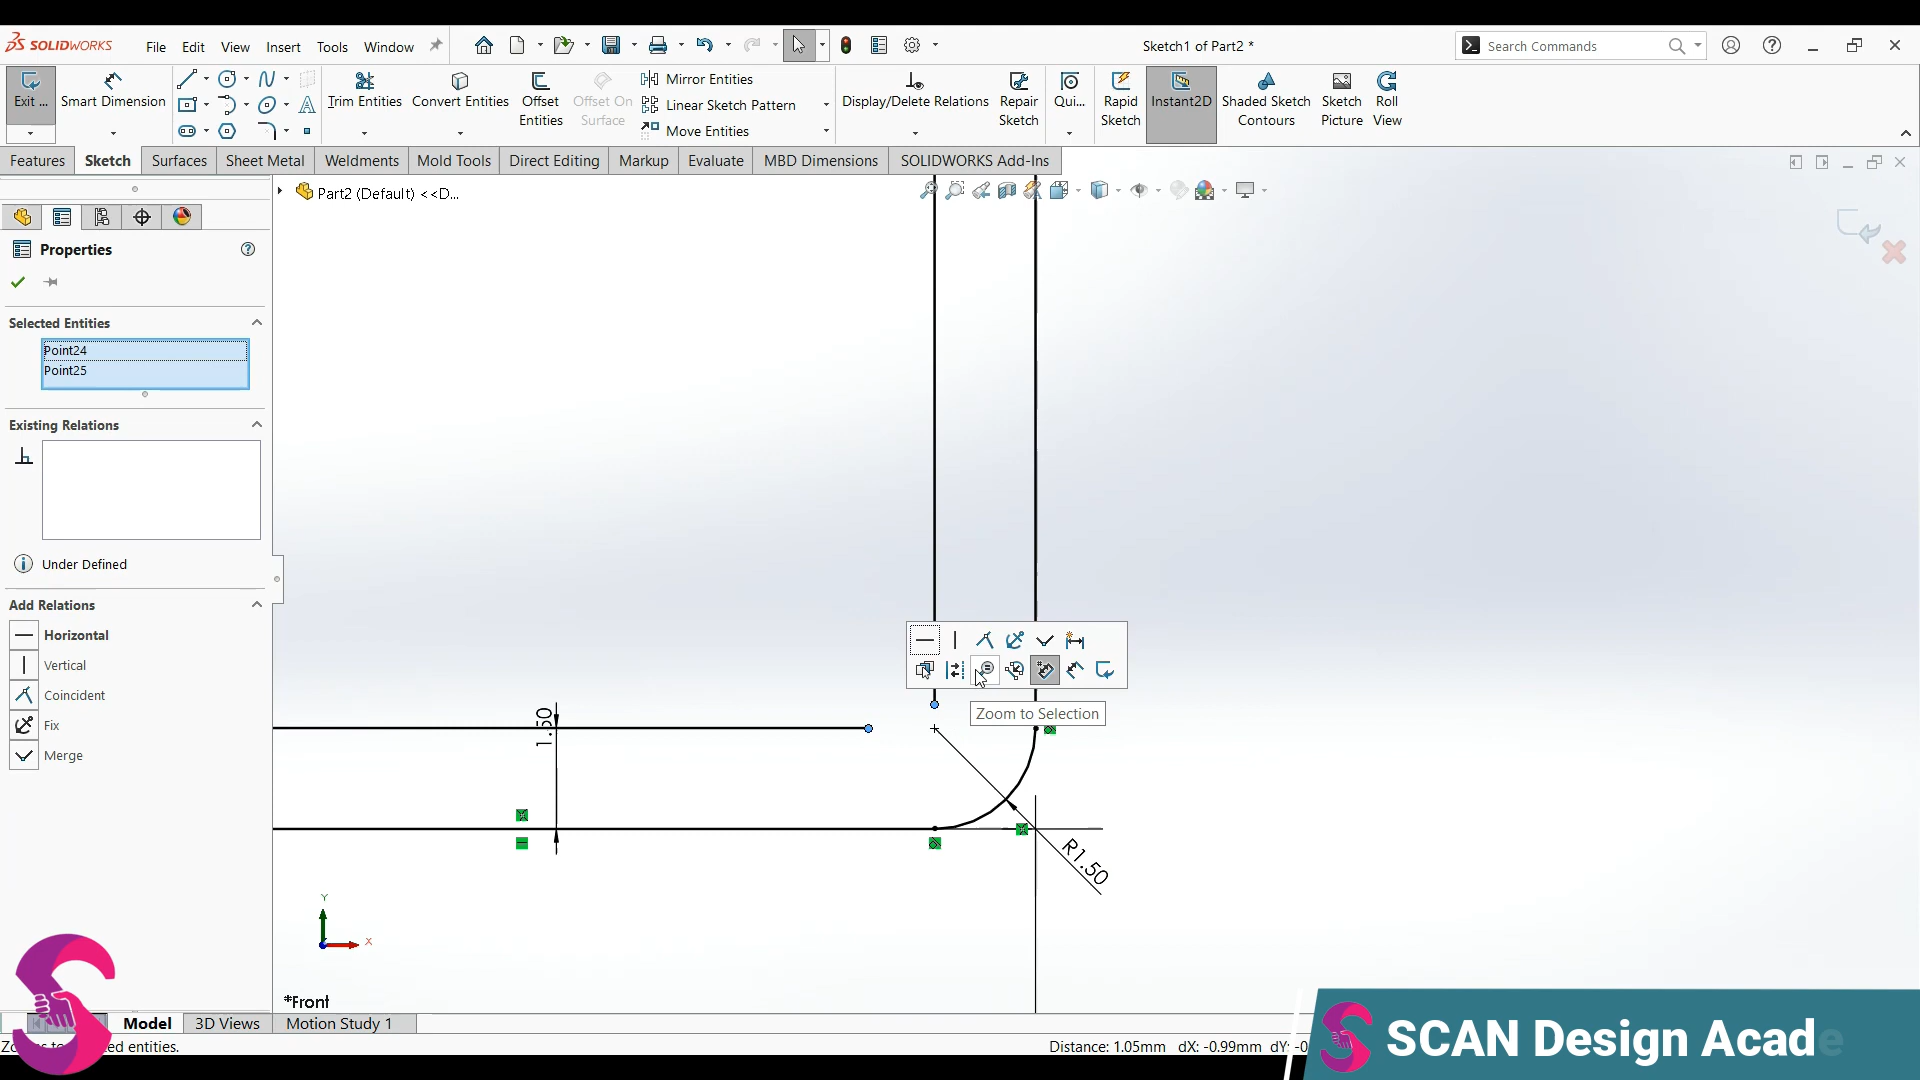 SOLIDWORKS File Edit View Insert Tools Window Sketch1 of Part2 * Search Commands
Exit ... Smart Dimension Trim Entities Convert Entities Offset Entities Offset On Surface Mirror Entities Linear Sketch Pattern Move Entities Display/Delete Relations Repair Sketch Qui... Rapid Sketch Instant2D Shaded Sketch Contours Sketch Picture Roll View
Features Sketch Surfaces Sheet Metal Weldments Mold Tools Direct Editing Markup Evaluate MBD Dimensions SOLIDWORKS Add-Ins
Part2 (Default) <<D...
Properties
Selected Entities
Point24
Point25
Existing Relations
Under Defined
Add Relations
Horizontal
Vertical
Coincident
Fix
Merge
Zoom to Selection
1.50
R1.50
Y
X
*Front
Model 3D Views Motion Study 1
ed entities.
Distance: 1.05mm dX: -0.99mm dY: -0
SCAN Design Acade